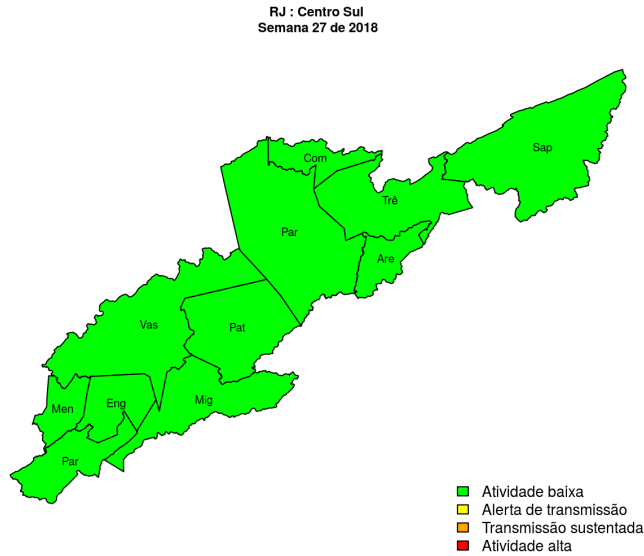 RJ : Centro Sul
Semana 27 de 2018
Sap
Com
Trê
Par
Are
Vas
Pat
Men
Eng
Mig
Par
Atividade baixa
Alerta de transmissão
Transmissão sustentada
Atividade alta